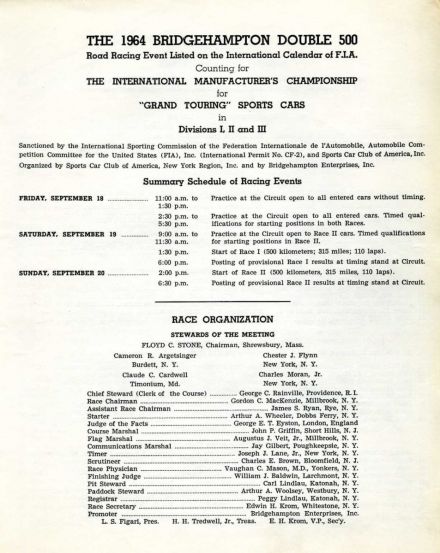 THE 1964 BRIDGEHAMPTON DOUBLE 500
Road Racing Event Listed on the International Calendar of F.I.A.
Counting for
THE INTERNATIONAL MANUFACTURER'S CHAMPIONSHIP
for
"GRAND TOURING" SPORTS CARS
in
Divisions I, II and III
Sanctioned by the International Sporting Commission of the Federation Internationale de l'Automobile, Automobile Com-
petition Committee for the United States (FIA), Inc. (International Permit No. CF-2), and Sports Car Club of America, Inc.
Organized by Sports Car Club of America, New York Region, Inc. and by Bridgehampton Enterprises, Inc.
Summary Schedule of Racing Events
FRIDAY, SEPTEMBER 18 .................. 11:00 a.m. to Practice at the Circuit open to all entered cars without timing.
1:30 p.m.
2:30 p.m. to Practice at the Circuit open to all entered cars. Timed qual-
5:30 p.m. ifications for starting positions in both Races.
SATURDAY, SEPTEMBER 19 ............ 9:00 a.m. to Practice at the Circuit open to Race II cars. Timed qualifications
11:30 a.m. for starting positions in Race II.
1:30 p.m. Start of Race I (500 kilometers; 315 miles; 110 laps).
6:00 p.m. Posting of provisional Race I results at timing stand at Circuit.
SUNDAY, SEPTEMBER 20 .................. 2:00 p.m. Start of Race II (500 kilometers, 315 miles, 110 laps).
6:30 p.m. Posting of provisional Race II results at timing stand at Circuit.
RACE ORGANIZATION
STEWARDS OF THE MEETING
FLOYD C. STONE, Chairman, Shrewsbury, Mass.
Cameron R. Argetsinger Chester J. Flynn
Burdett, N. Y. New York, N. Y.
Claude C. Cardwell Charles Moran, Jr.
Timonium, Md. New York, N. Y.
Chief Steward (Clerk of the Course) ............ George C. Rainville, Providence, R. I.
Race Chairman ............ Gordon C. MacKenzie, Millbrook, N. Y.
Assistant Race Chairman ............ James S. Ryan, Rye, N. Y.
Starter ............ Arthur A. Wheeler, Dobbs Ferry, N. Y.
Judge of the Facts ............ George E. T. Eyston, London, England
Course Marshal ............ John P. Griffin, Short Hills, N. J.
Flag Marshal ............ Augustus J. Veit, Jr., Millbrook, N. Y.
Communications Marshal ............ Jay Gilbert, Poughkeepsie, N. Y.
Timer ............ Joseph J. Lane, Jr., New York, N. Y.
Scrutineer ............ Charles E. Brown, Bloomfield, N. J.
Race Physician ............ Vaughan C. Mason, M.D., Yonkers, N. Y.
Finishing Judge ............ William J. Baldwin, Larchmont, N. Y.
Pit Steward ............ Carl Lindlau, Katonah, N. Y.
Paddock Steward ............ Arthur A. Woolsey, Westbury, N. Y.
Registrar ............ Peggy Lindlau, Katonah, N. Y.
Race Secretary ............ Edwin H. Krom, Whitestone, N. Y.
Promoter ............ Bridgehampton Enterprises, Inc.
L. S. Figari, Pres. H. H. Tredwell, Jr., Treas. E. H. Krom, V.P., Sec'y.